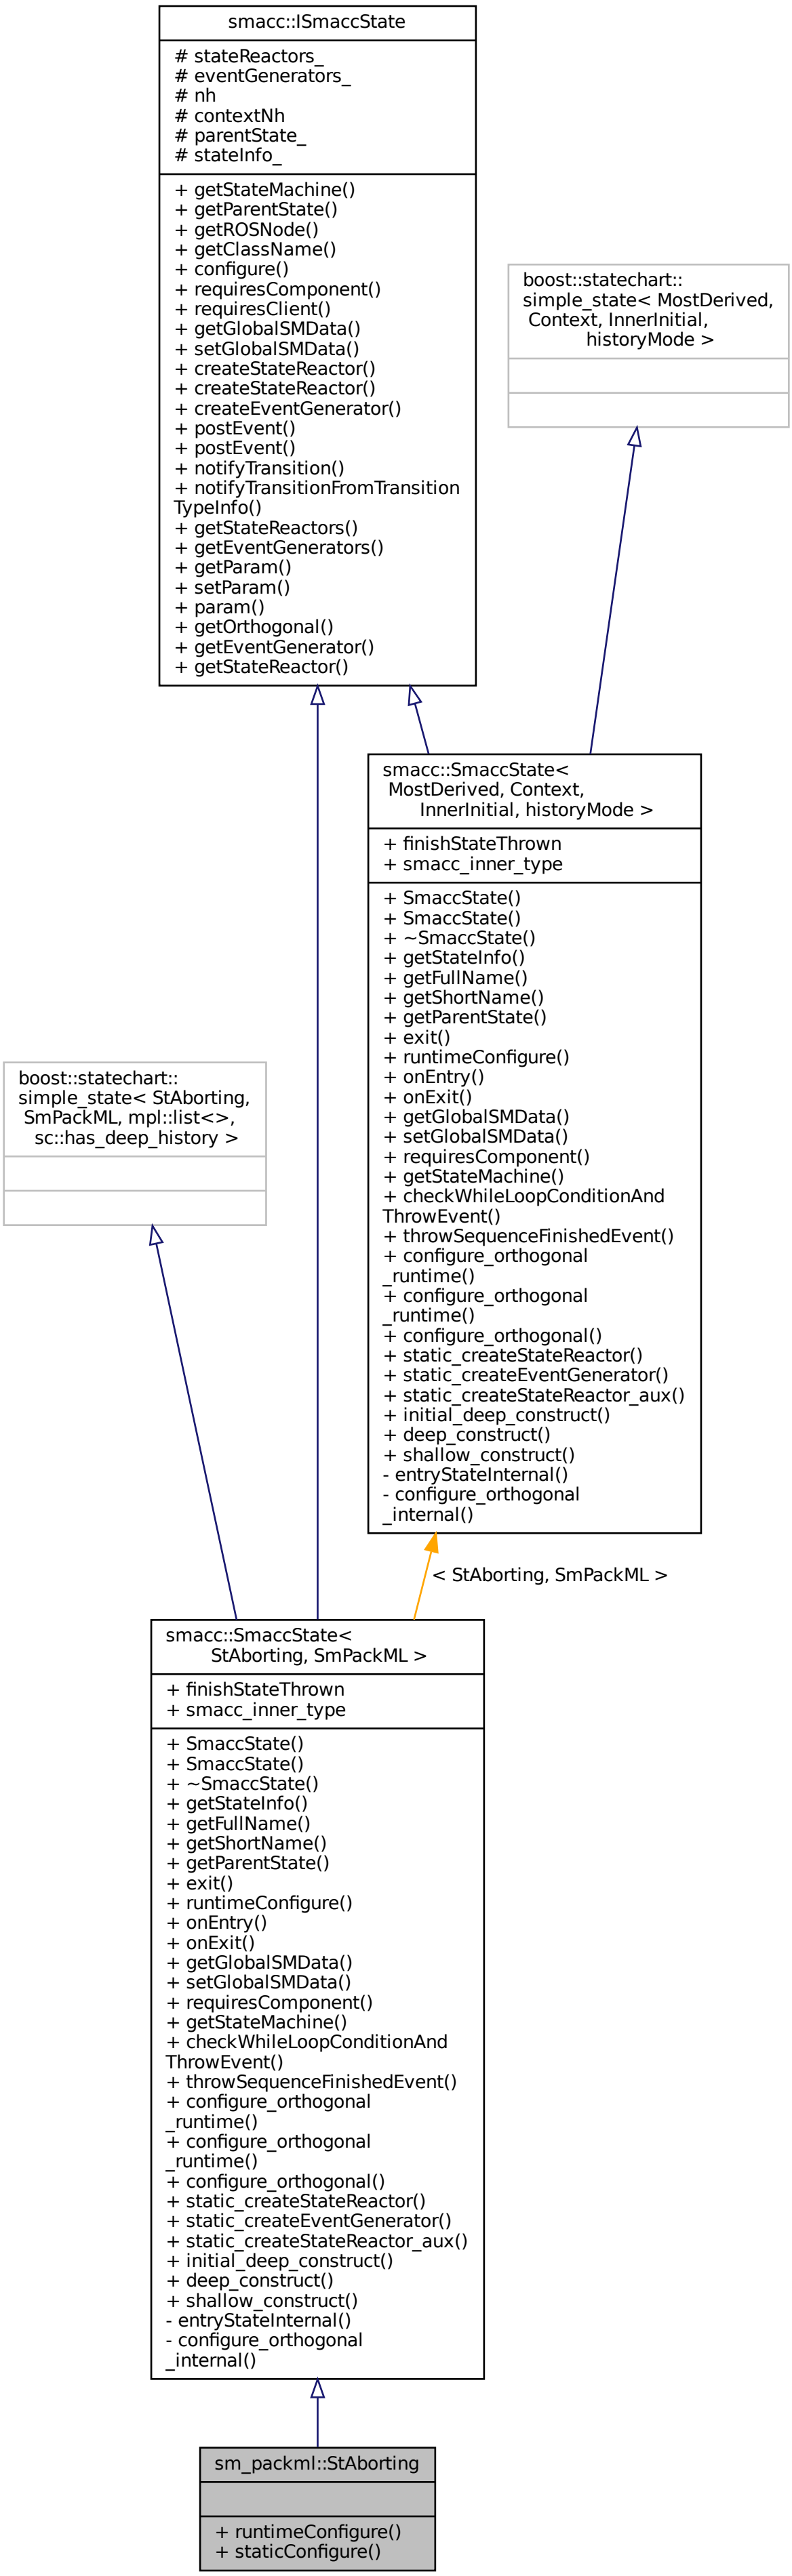 smacc::ISmaccState
# stateReactors_
# eventGenerators_
# nh
# contextNh
# parentState_
# stateInfo_
+ getStateMachine()
+ getParentState()
+ getROSNode()
+ getClassName()
+ configure()
+ requiresComponent()
+ requiresClient()
+ getGlobalSMData()
+ setGlobalSMData()
+ createStateReactor()
+ createStateReactor()
+ createEventGenerator()
+ postEvent()
+ postEvent()
+ notifyTransition()
+ notifyTransitionFromTransition
TypeInfo()
+ getStateReactors()
+ getEventGenerators()
+ getParam()
+ setParam()
+ param()
+ getOrthogonal()
+ getEventGenerator()
+ getStateReactor()
boost::statechart::
simple_state< MostDerived,
Context, InnerInitial,
historyMode >
smacc::SmaccState<
MostDerived, Context,
InnerInitial, historyMode >
+ finishStateThrown
+ smacc_inner_type
+ SmaccState()
+ SmaccState()
+ ~SmaccState()
+ getStateInfo()
+ getFullName()
+ getShortName()
+ getParentState()
+ exit()
+ runtimeConfigure()
+ onEntry()
+ onExit()
+ getGlobalSMData()
+ setGlobalSMData()
+ requiresComponent()
+ getStateMachine()
+ checkWhileLoopConditionAnd
ThrowEvent()
+ throwSequenceFinishedEvent()
+ configure_orthogonal
_runtime()
+ configure_orthogonal
_runtime()
+ configure_orthogonal()
+ static_createStateReactor()
+ static_createEventGenerator()
+ static_createStateReactor_aux()
+ initial_deep_construct()
+ deep_construct()
+ shallow_construct()
- entryStateInternal()
- configure_orthogonal
_internal()
boost::statechart::
simple_state< StAborting,
SmPackML, mpl::list<>,
sc::has_deep_history >
< StAborting, SmPackML >
smacc::SmaccState<
StAborting, SmPackML >
+ finishStateThrown
+ smacc_inner_type
+ SmaccState()
+ SmaccState()
+ ~SmaccState()
+ getStateInfo()
+ getFullName()
+ getShortName()
+ getParentState()
+ exit()
+ runtimeConfigure()
+ onEntry()
+ onExit()
+ getGlobalSMData()
+ setGlobalSMData()
+ requiresComponent()
+ getStateMachine()
+ checkWhileLoopConditionAnd
ThrowEvent()
+ throwSequenceFinishedEvent()
+ configure_orthogonal
_runtime()
+ configure_orthogonal
_runtime()
+ configure_orthogonal()
+ static_createStateReactor()
+ static_createEventGenerator()
+ static_createStateReactor_aux()
+ initial_deep_construct()
+ deep_construct()
+ shallow_construct()
- entryStateInternal()
- configure_orthogonal
_internal()
sm_packml::StAborting
+ runtimeConfigure()
+ staticConfigure()